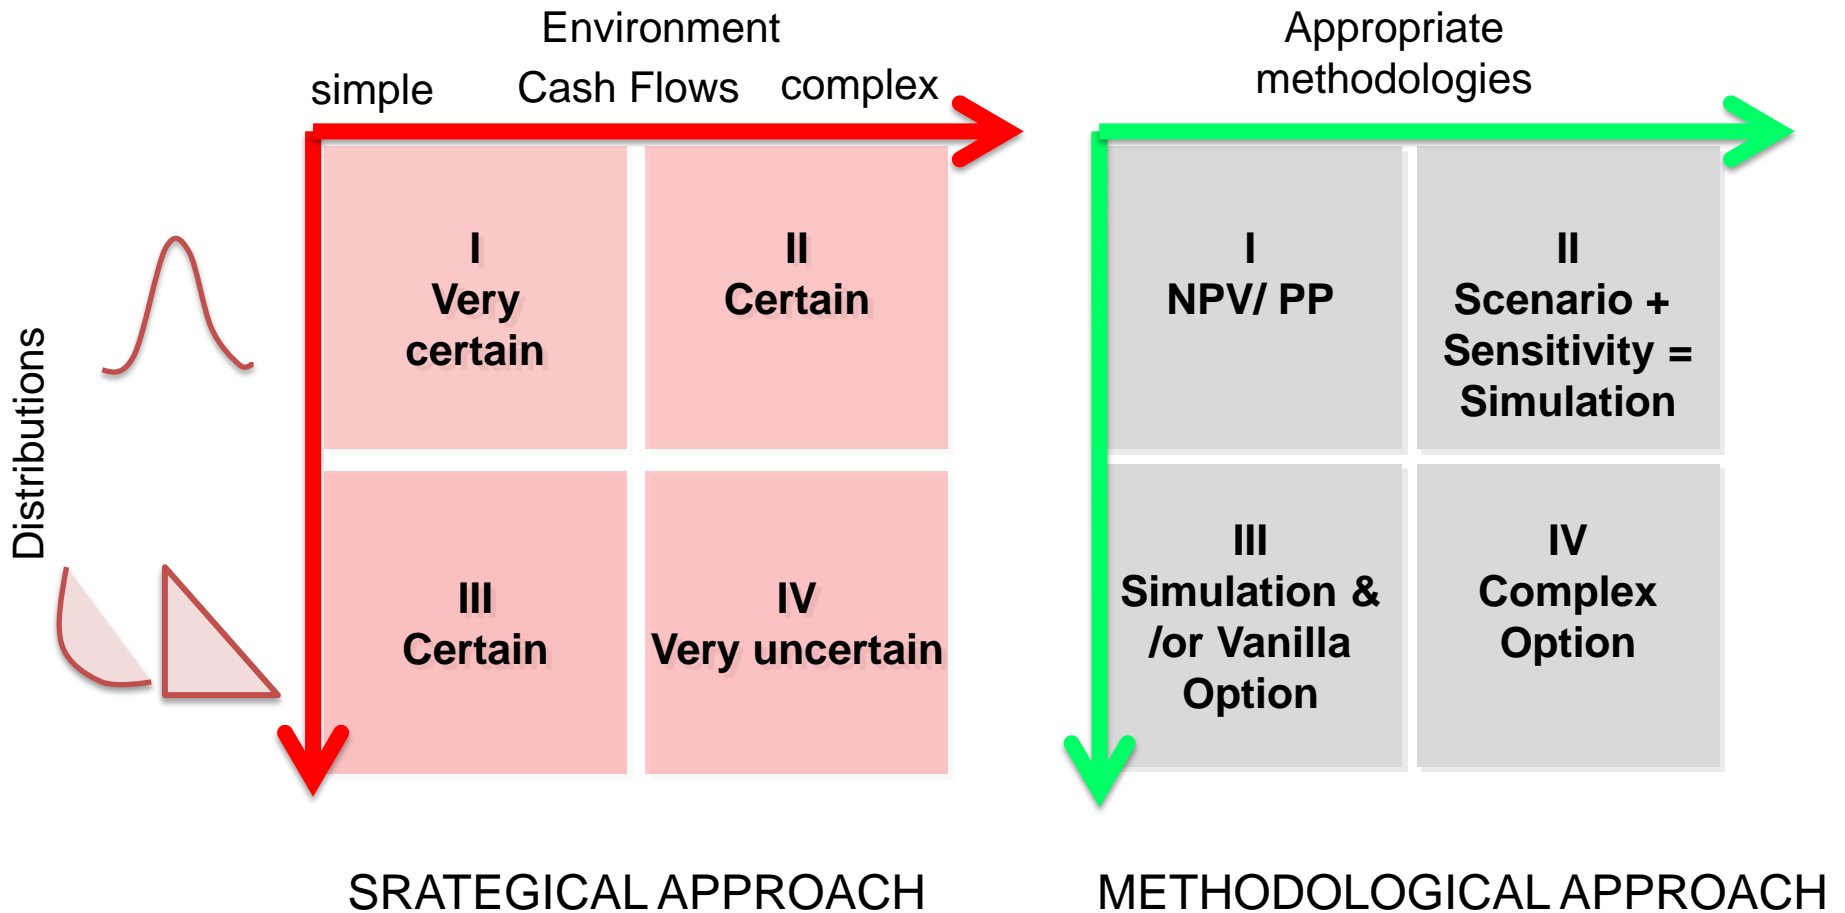 Environment
simple
Cash Flows
complex
Appropriate
methodologies
Distributions
I
Very
certain
II
Certain
III
Certain
IV
Very uncertain
I
NPV/ PP
II
Scenario +
Sensitivity =
Simulation
III
Simulation &
/or Vanilla
Option
IV
Complex
Option
SRATEGICAL APPROACH
METHODOLOGICAL APPROACH